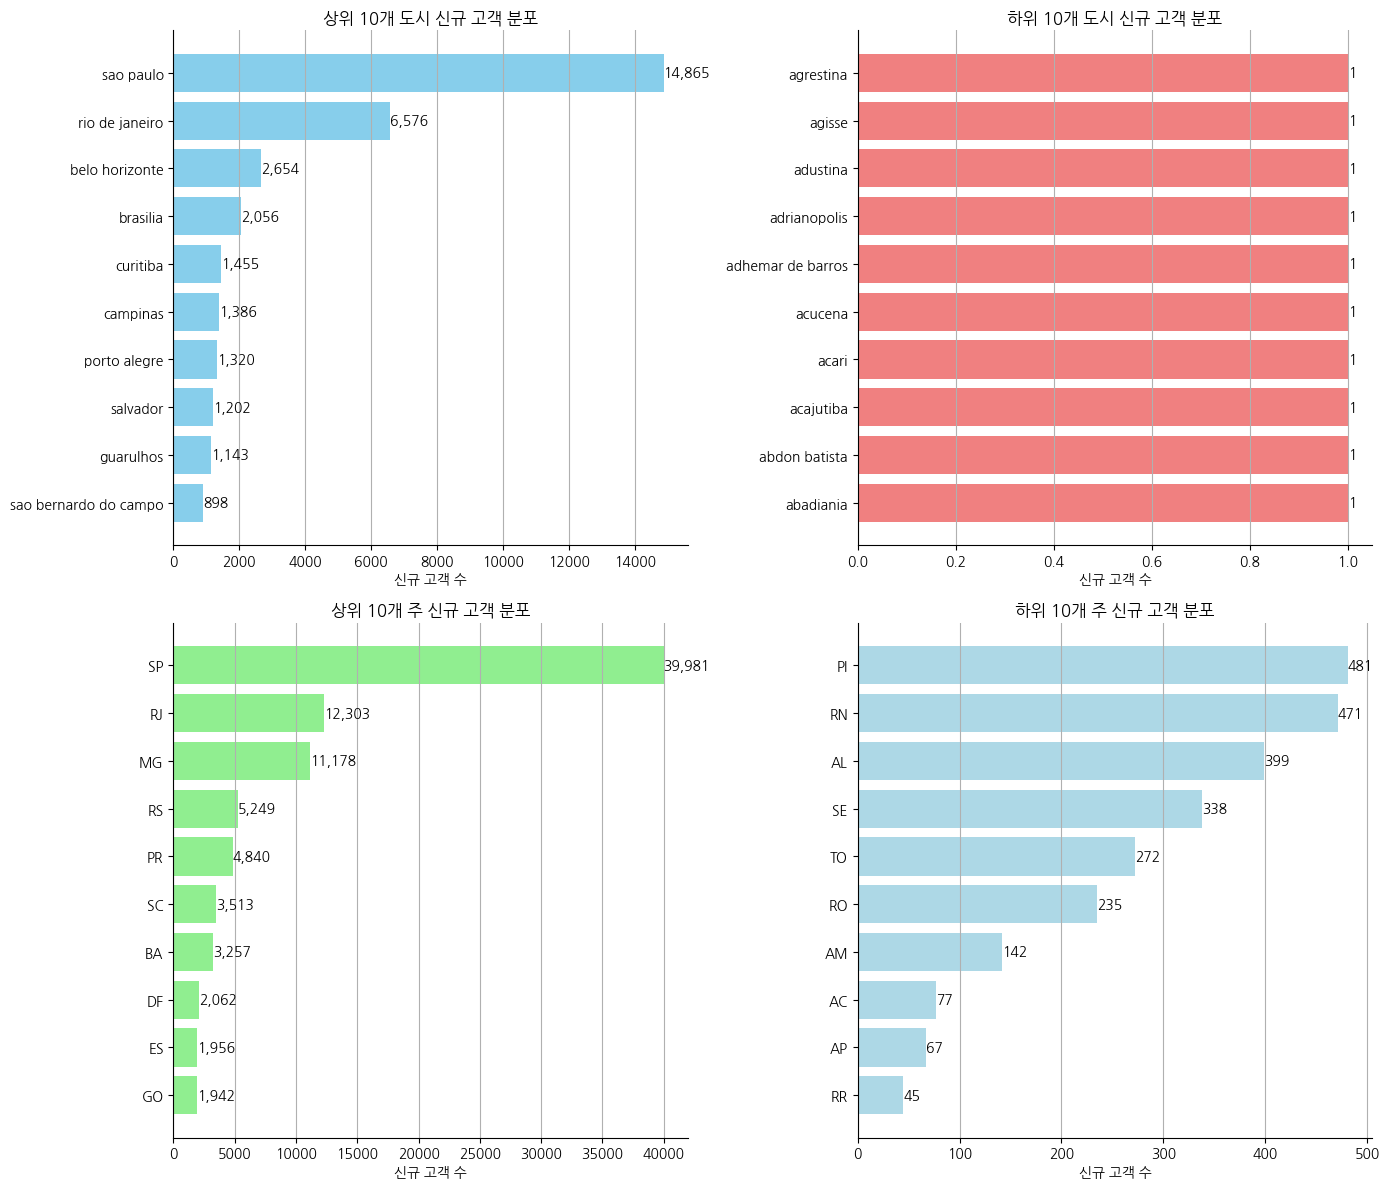 상위 10개 도시 신규 고객 분포
sao paulo 14,865
rio de janeiro 6,576
belo horizonte 2,654
brasilia 2,056
curitiba 1,455
campinas 1,386
porto alegre 1,320
salvador 1,202
guarulhos 1,143
sao bernardo do campo 898
0 2000 4000 6000 8000 10000 12000 14000
신규 고객 수
하위 10개 도시 신규 고객 분포
agrestina 1
agisse 1
adustina 1
adrianopolis 1
adhemar de barros 1
acucena 1
acari 1
acajutiba 1
abdon batista 1
abadiania 1
0.0 0.2 0.4 0.6 0.8 1.0
신규 고객 수
상위 10개 주 신규 고객 분포
SP 39,981
RJ 12,303
MG 11,178
RS 5,249
PR 4,840
SC 3,513
BA 3,257
DF 2,062
ES 1,956
GO 1,942
0 5000 10000 15000 20000 25000 30000 35000 40000
신규 고객 수
하위 10개 주 신규 고객 분포
PI 481
RN 471
AL 399
SE 338
TO 272
RO 235
AM 142
AC 77
AP 67
RR 45
0 100 200 300 400 500
신규 고객 수